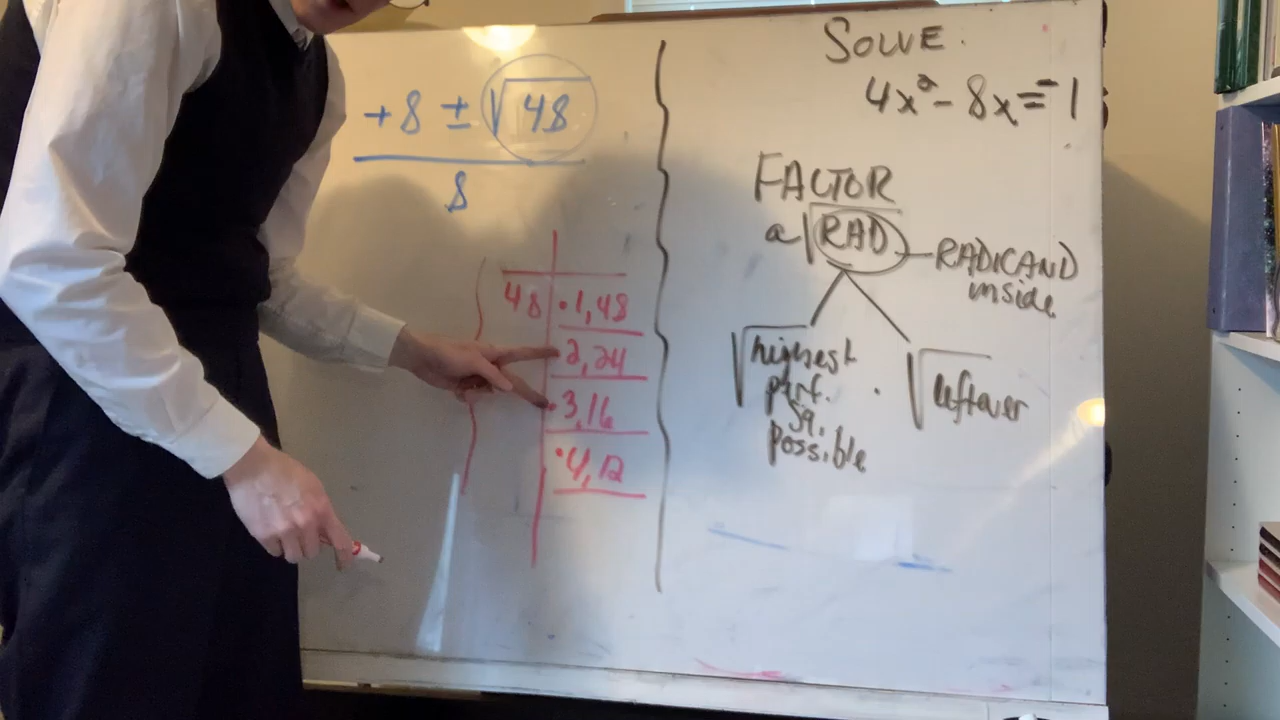 +8 ± √48
8
48 ·1,48
·2,24
·3,16
·4,12
SOLVE:
4x² - 8x = -1
FACTOR
a√RAD - RADICAND
inside
√highest perf. sq. possible · √leftover